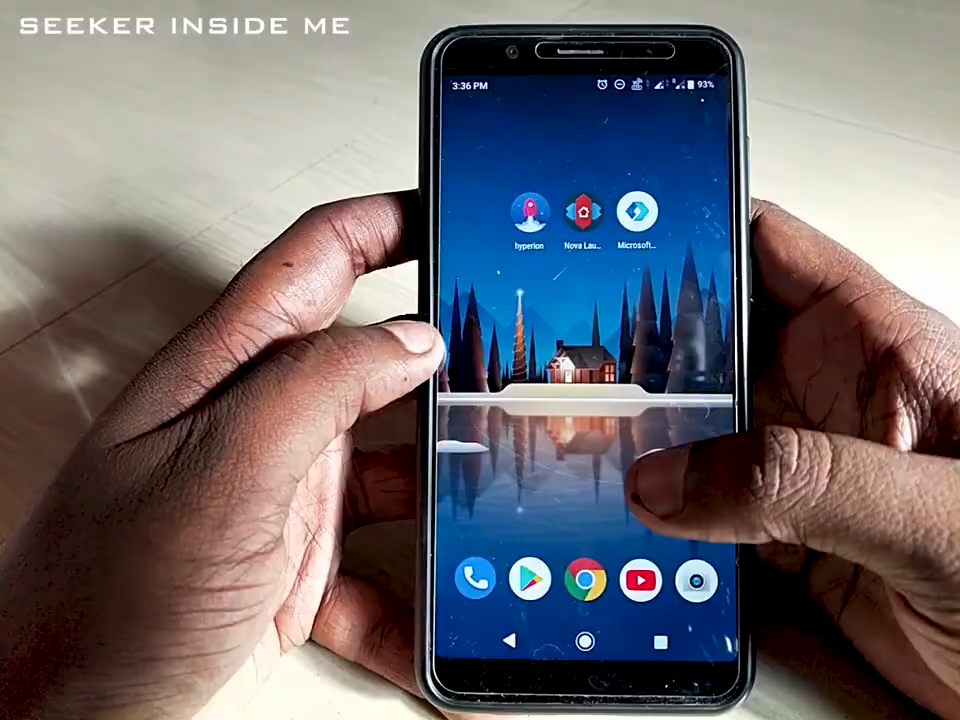 SEEKER INSIDE ME
3:36 PM
93%
hyperion
Nova Lau...
Microsoft...